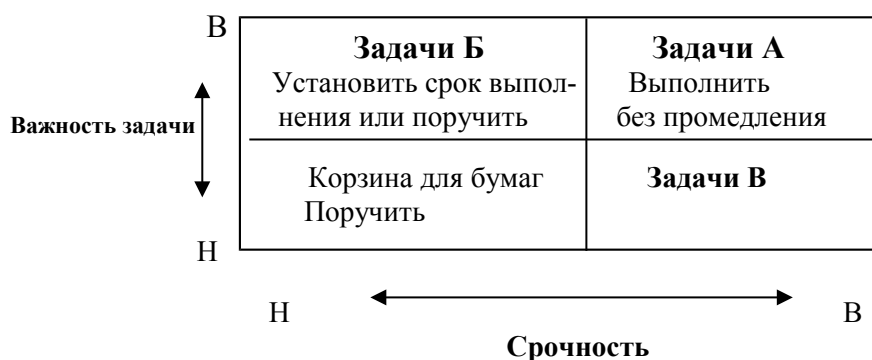 В
Задачи Б
Установить срок выпол-
нения или поручить
Задачи А
Выполнить
без промедления
Важность задачи
Корзина для бумаг
Поручить
Задачи В
Н
Н
В
Срочность